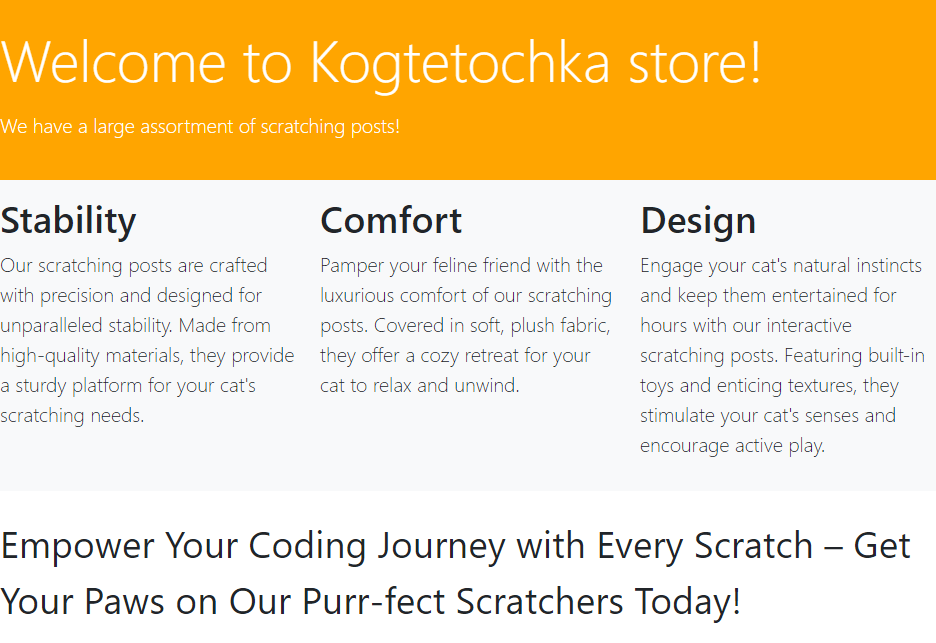 Welcome to Kogtetochka store!
We have a large assortment of scratching posts!
Stability
Our scratching posts are crafted
with precision and designed for
unparalleled stability. Made from
high-quality materials, they provide
a sturdy platform for your cat's
scratching needs.
Comfort
Pamper your feline friend with the
luxurious comfort of our scratching
posts. Covered in soft, plush fabric,
they offer a cozy retreat for your
cat to relax and unwind.
Design
Engage your cat's natural instincts
and keep them entertained for
hours with our interactive
scratching posts. Featuring built-in
toys and enticing textures, they
stimulate your cat's senses and
encourage active play.
Empower Your Coding Journey with Every Scratch – Get
Your Paws on Our Purr-fect Scratchers Today!